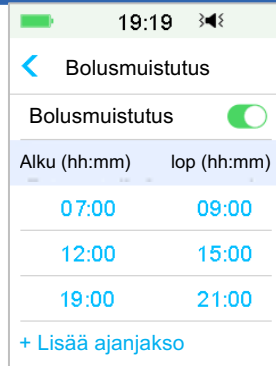 19:19
Bolusmuistutus
Bolusmuistutus
Alku (hh:mm) lop (hh:mm)
07:00 09:00
12:00 15:00
19:00 21:00
+ Lisää ajanjakso